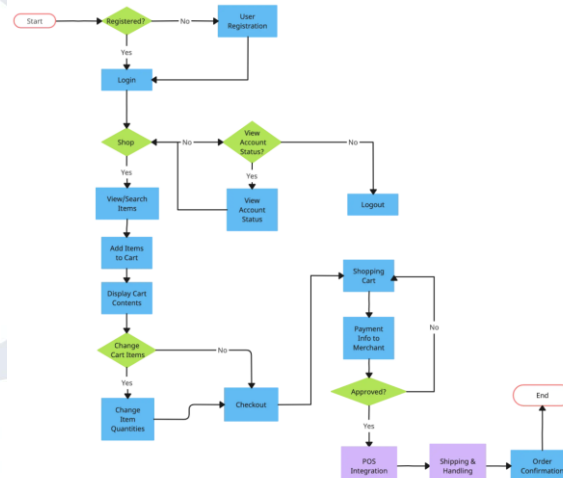 Start
Registered?
No
User
Registration
Yes
Login
Shop
No
View
Account
Status?
No
Yes
Yes
View/Search
Items
View
Account
Status
Logout
Add Items
to Cart
Display Cart
Contents
Shopping
Cart
Payment
Info to
Merchant
No
Change
Cart Items
No
Yes
Approved?
End
Change
Item
Quantities
Checkout
Yes
POS
Integration
Shipping &
Handling
Order
Confirmation